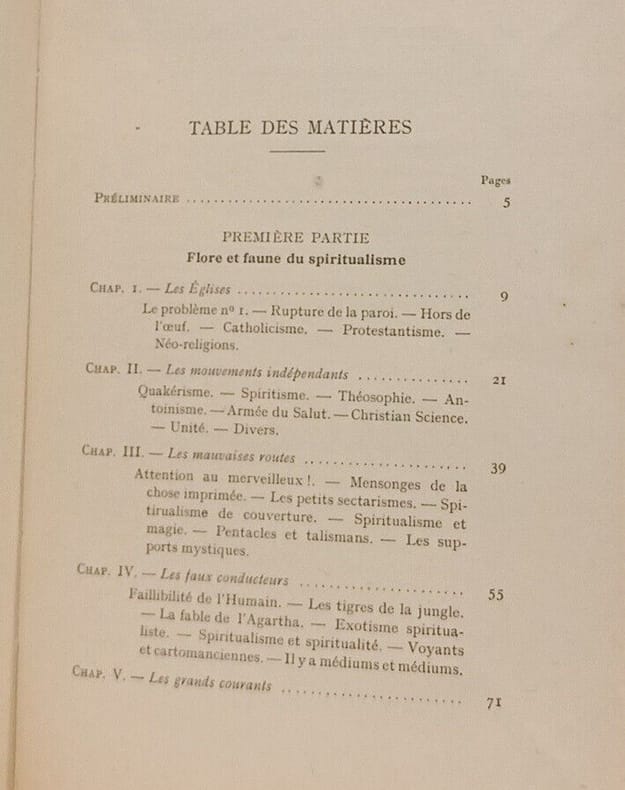 TABLE DES MATIÈRES
Pages
PRÉLIMINAIRE ........................................ 5
PREMIÈRE PARTIE
Flore et faune du spiritualisme
CHAP. I. — Les Églises ................................ 9
Le problème nº 1. — Rupture de la paroi. — Hors de
l'œuf. — Catholicisme. — Protestantisme. —
Néo-religions.
CHAP. II. — Les mouvements indépendants ............... 21
Quakérisme. — Spiritisme. — Théosophie. — An-
toinisme. — Armée du Salut. — Christian Science.
— Unité. — Divers.
CHAP. III. — Les mauvaises routes ....................... 39
Attention au merveilleux !. — Mensonges de la
chose imprimée. — Les petits sectarismes. — Spi-
tirualisme de couverture. — Spiritualisme et
magie. — Pentacles et talismans. — Les sup-
ports mystiques.
CHAP. IV. — Les faux conducteurs ....................... 55
Faillibilité de l'Humain. — Les tigres de la jungle.
— La fable de l'Agartha. — Exotisme spiritua-
liste. — Spiritualisme et spiritualité. — Voyants
et cartomanciennes. — Il y a médiums et médiums.
CHAP. V. — Les grands courants ......................... 71